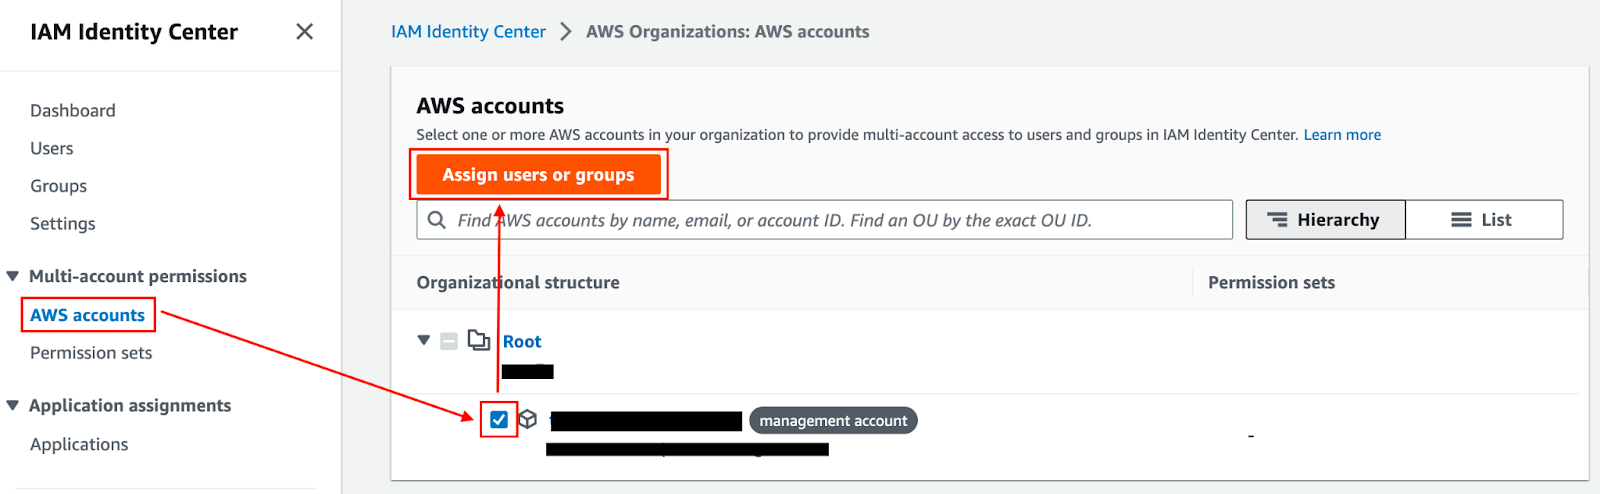 IAM Identity Center
IAM Identity Center > AWS Organizations: AWS accounts
Dashboard
Users
Groups
Settings
Multi-account permissions
AWS accounts
Permission sets
Application assignments
Applications
AWS accounts
Select one or more AWS accounts in your organization to provide multi-account access to users and groups in IAM Identity Center. Learn more
Assign users or groups
Find AWS accounts by name, email, or account ID. Find an OU by the exact OU ID.
Hierarchy
List
Organizational structure
Permission sets
Root
management account
-